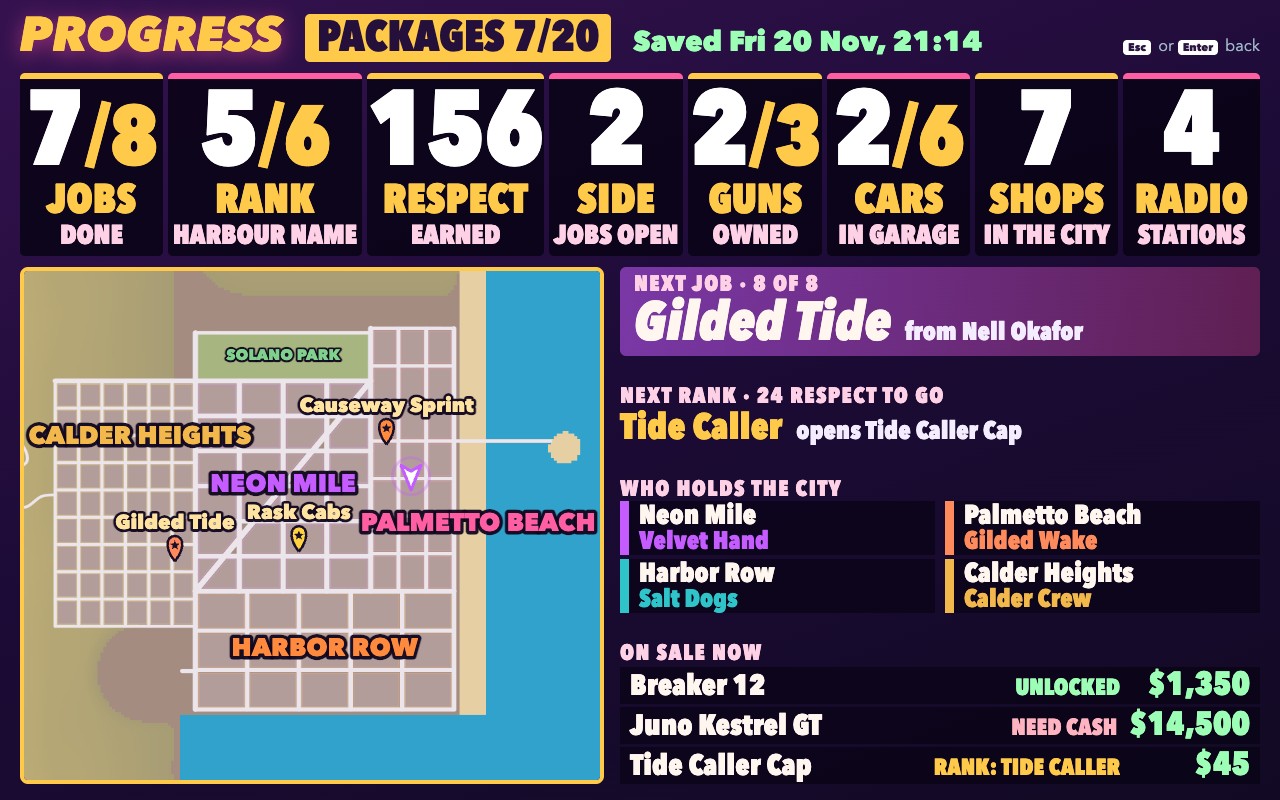 PROGRESS
PACKAGES 7/20
Saved Fri 20 Nov, 21:14
Esc or Enter back
7/8
JOBS
DONE
5/6
RANK
HARBOUR NAME
156
RESPECT
EARNED
2
SIDE
JOBS OPEN
2/3
GUNS
OWNED
2/6
CARS
IN GARAGE
7
SHOPS
IN THE CITY
4
RADIO
STATIONS
SOLANO PARK
Causeway Sprint
CALDER HEIGHTS
NEON MILE
Rask Cabs
Gilded Tide
PALMETTO BEACH
HARBOR ROW
NEXT JOB · 8 OF 8
Gilded Tide from Nell Okafor
NEXT RANK · 24 RESPECT TO GO
Tide Caller opens Tide Caller Cap
WHO HOLDS THE CITY
Neon Mile
Velvet Hand
Palmetto Beach
Gilded Wake
Harbor Row
Salt Dogs
Calder Heights
Calder Crew
ON SALE NOW
Breaker 12 UNLOCKED $1,350
Juno Kestrel GT NEED CASH $14,500
Tide Caller Cap RANK: TIDE CALLER $45